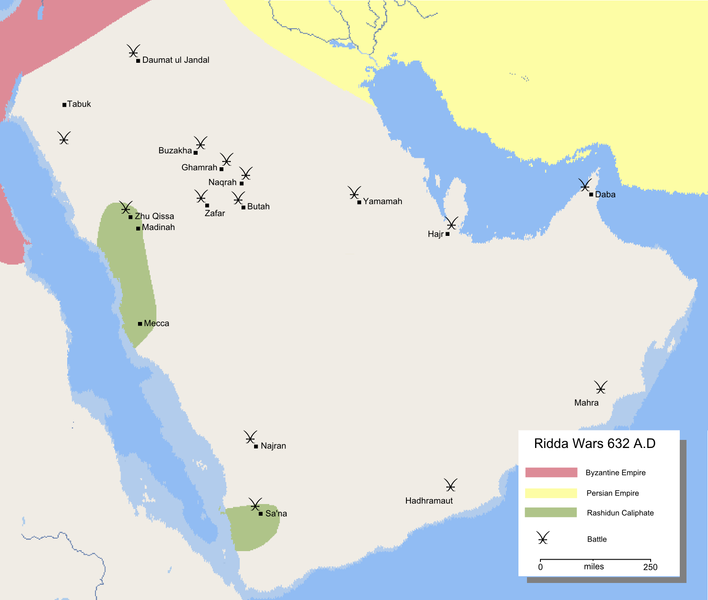 Daumat ul Jandal
Tabuk
Buzakha
Ghamrah
Naqrah
Zafar
Butah
Yamamah
Daba
Zhu Qissa
Madinah
Hajr
Mecca
Mahra
Najran
Hadhramaut
Sa'na
Ridda Wars 632 A.D
Byzantine Empire
Persian Empire
Rashidun Caliphate
Battle
0 miles 250